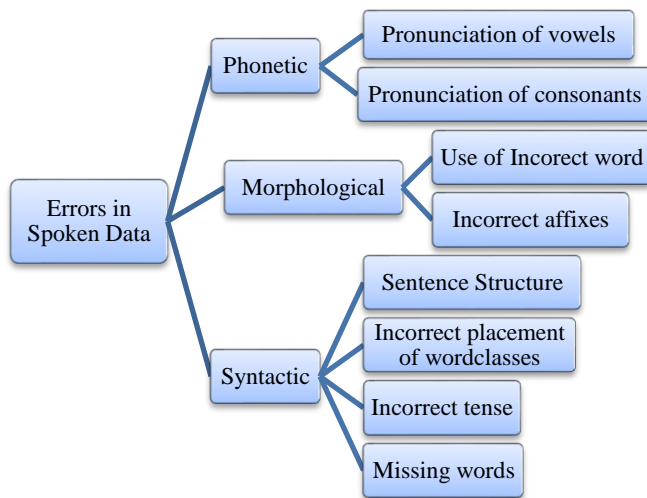 Errors in
Spoken Data
Phonetic
Pronunciation of vowels
Pronunciation of consonants
Morphological
Use of Incorect word
Incorrect affixes
Syntactic
Sentence Structure
Incorrect placement
of wordclasses
Incorrect tense
Missing words